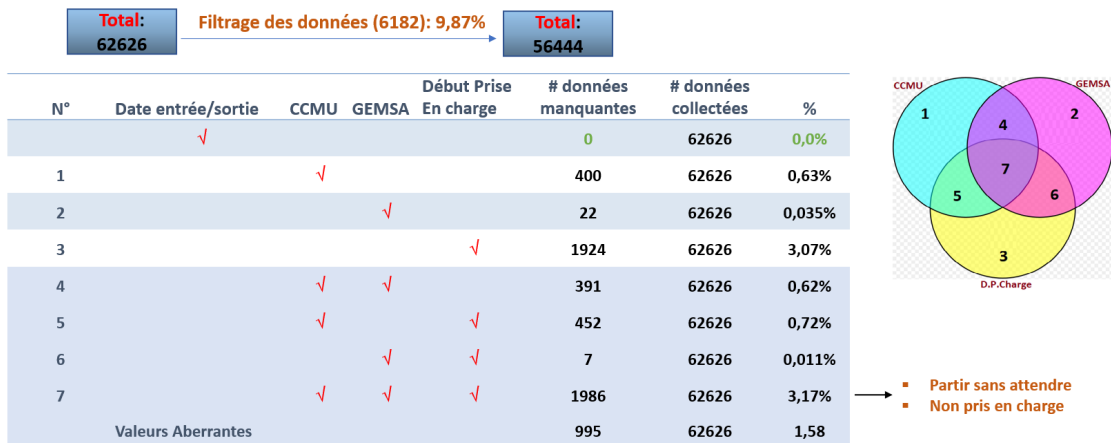 Total:
62626
Filtrage des données (6182): 9,87%
Total:
56444
N° Date entrée/sortie CCMU GEMSA Début Prise En charge # données manquantes # données collectées %
√ 0 62626 0,0%
1 √ 400 62626 0,63%
2 √ 22 62626 0,035%
3 √ 1924 62626 3,07%
4 √ √ 391 62626 0,62%
5 √ √ 452 62626 0,72%
6 √ √ 7 62626 0,011%
7 √ √ √ 1986 62626 3,17%
Valeurs Aberrantes 995 62626 1,58
CCMU
GEMSA
1
2
4
7
5
6
3
D.P.Charge
▪ Partir sans attendre
▪ Non pris en charge